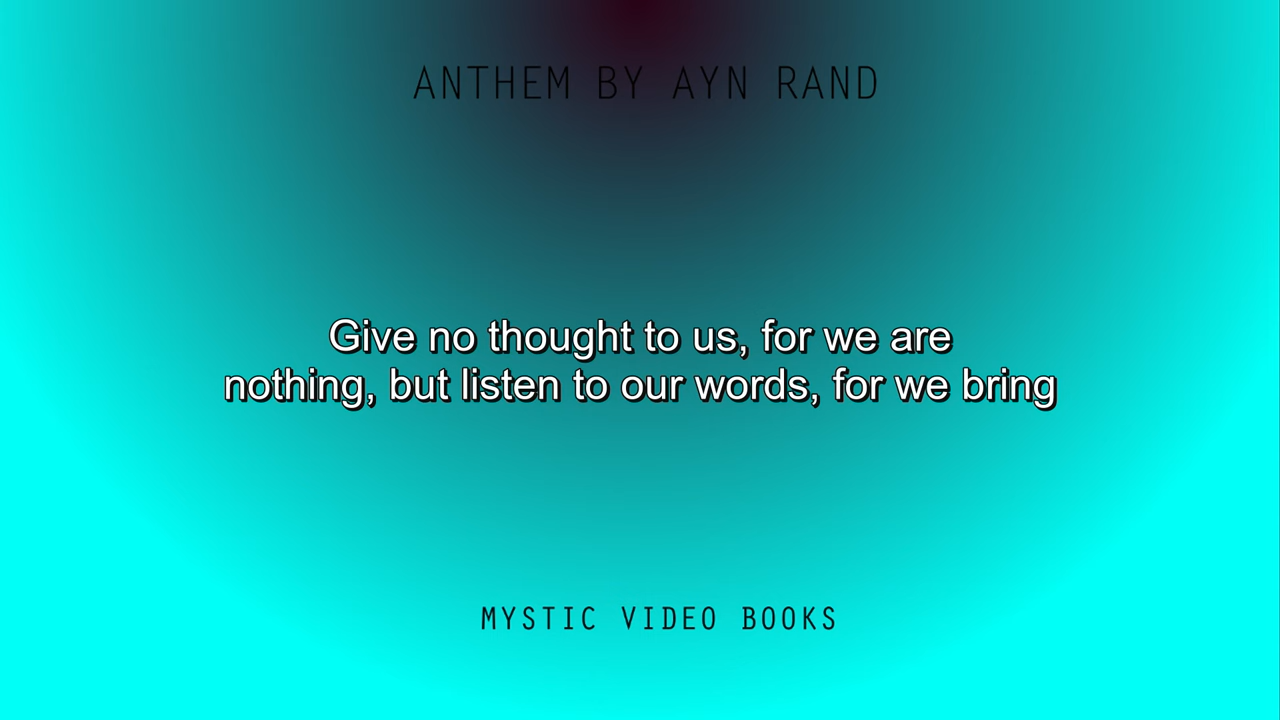 ANTHEM BY AYN RAND
Give no thought to us, for we are
nothing, but listen to our words, for we bring
MYSTIC VIDEO BOOKS